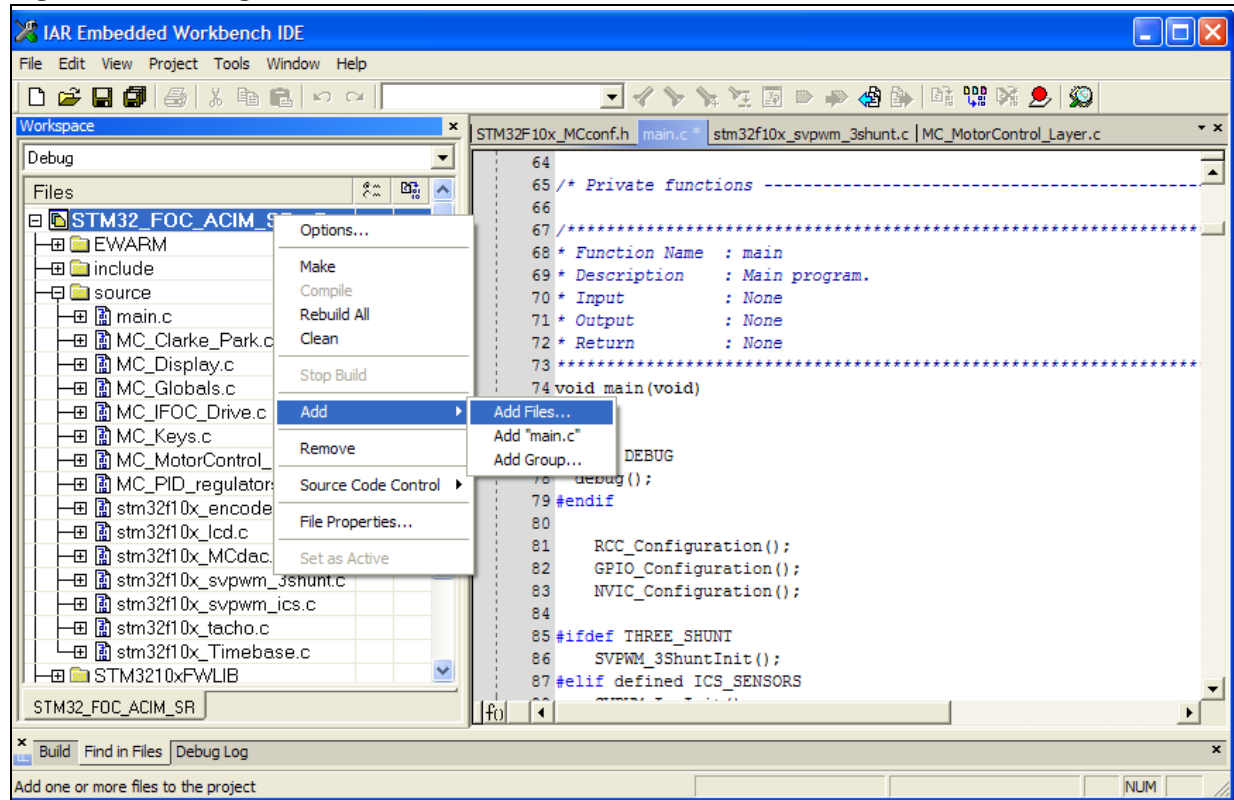 IAR Embedded Workbench IDE
File Edit View Project Tools Window Help
Workspace
STM32F10x_MCconf.h main.c * stm32f10x_svpwm_3shunt.c MC_MotorControl_Layer.c
Debug
Files
STM32_FOC_ACIM_
EWARM
include
source
main.c
MC_Clarke_Park.c
MC_Display.c
MC_Globals.c
MC_IFOC_Drive.c
MC_Keys.c
MC_MotorControl_
MC_PID_regulator
stm32f10x_encode
stm32f10x_lcd.c
stm32f10x_MCdac.
stm32f10x_svpwm_3shunt.c
stm32f10x_svpwm_ics.c
stm32f10x_tacho.c
stm32f10x_Timebase.c
STM3210xFWLIB
STM32_FOC_ACIM_SR
Options...
Make
Compile
Rebuild All
Clean
Stop Build
Add
Remove
Source Code Control
File Properties...
Set as Active
Add Files...
Add "main.c"
Add Group...
64
65 /* Private functions --------------------------------------------
66
67 /****************************************************************
68 * Function Name : main
69 * Description : Main program.
70 * Input : None
71 * Output : None
72 * Return : None
73 *****************************************************************
74 void main(void)
DEBUG
78 debug();
79 #endif
80
81 RCC_Configuration();
82 GPIO_Configuration();
83 NVIC_Configuration();
84
85 #ifdef THREE_SHUNT
86 SVPWM_3ShuntInit();
87 #elif defined ICS_SENSORS
f()
Build Find in Files Debug Log
Add one or more files to the project
NUM